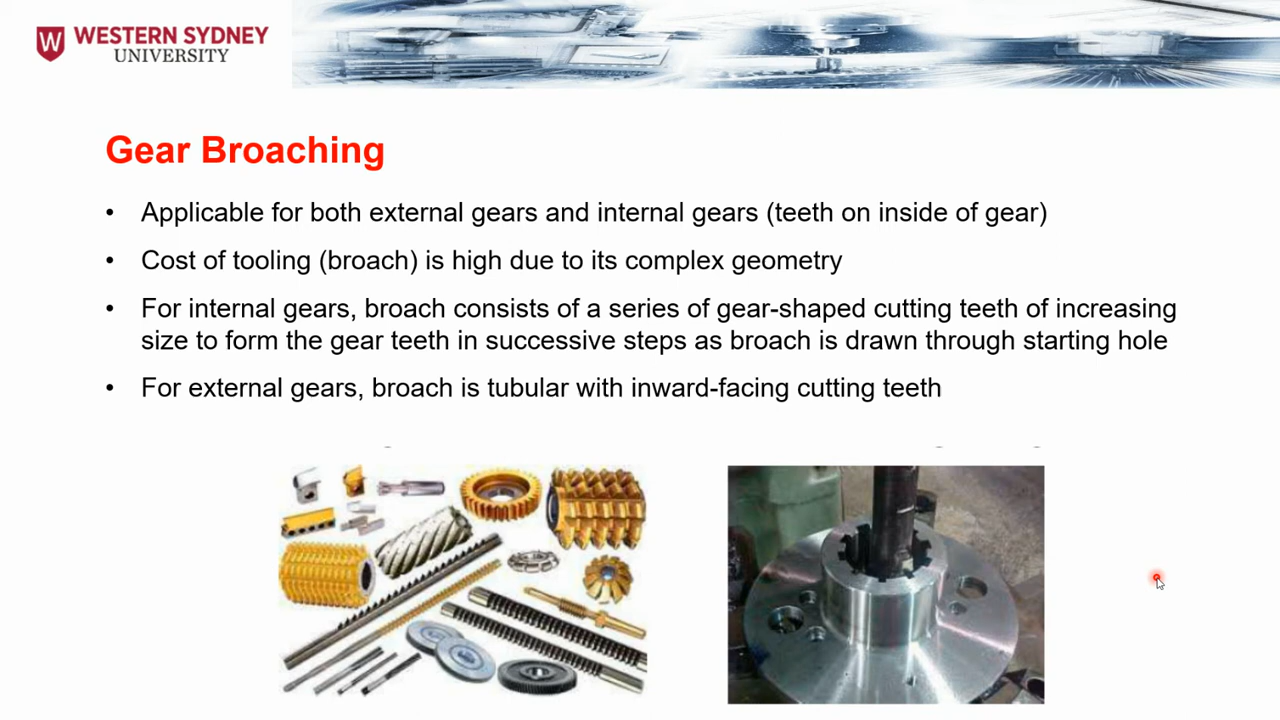 WESTERN SYDNEY
UNIVERSITY
Gear Broaching
• Applicable for both external gears and internal gears (teeth on inside of gear)
• Cost of tooling (broach) is high due to its complex geometry
• For internal gears, broach consists of a series of gear-shaped cutting teeth of increasing
size to form the gear teeth in successive steps as broach is drawn through starting hole
• For external gears, broach is tubular with inward-facing cutting teeth